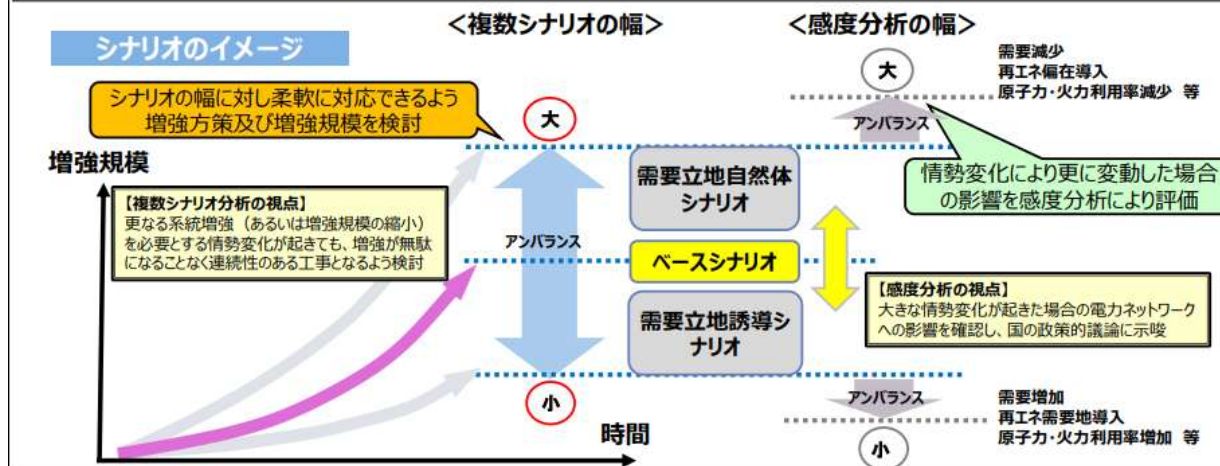 ＜複数シナリオの幅＞
＜感度分析の幅＞
シナリオのイメージ
大
需要減少
再エネ偏在導入
原子力・火力利用率減少 等
シナリオの幅に対し柔軟に対応できるよう
増強方策及び増強規模を検討
大
アンバランス
増強規模
需要立地自然体
シナリオ
情勢変化により更に変動した場合
の影響を感度分析により評価
【複数シナリオ分析の視点】
更なる系統増強（あるいは増強規模の縮小）
を必要とする情勢変化が起きても、増強が無駄
になることなく連続性のある工事となるよう検討
アンバランス
ベースシナリオ
【感度分析の視点】
大きな情勢変化が起きた場合の電力ネットワーク
への影響を確認し、国の政策的議論に示唆
需要立地誘導シ
ナリオ
小
アンバランス
需要増加
再エネ需要地導入
原子力・火力利用率増加 等
時間
小